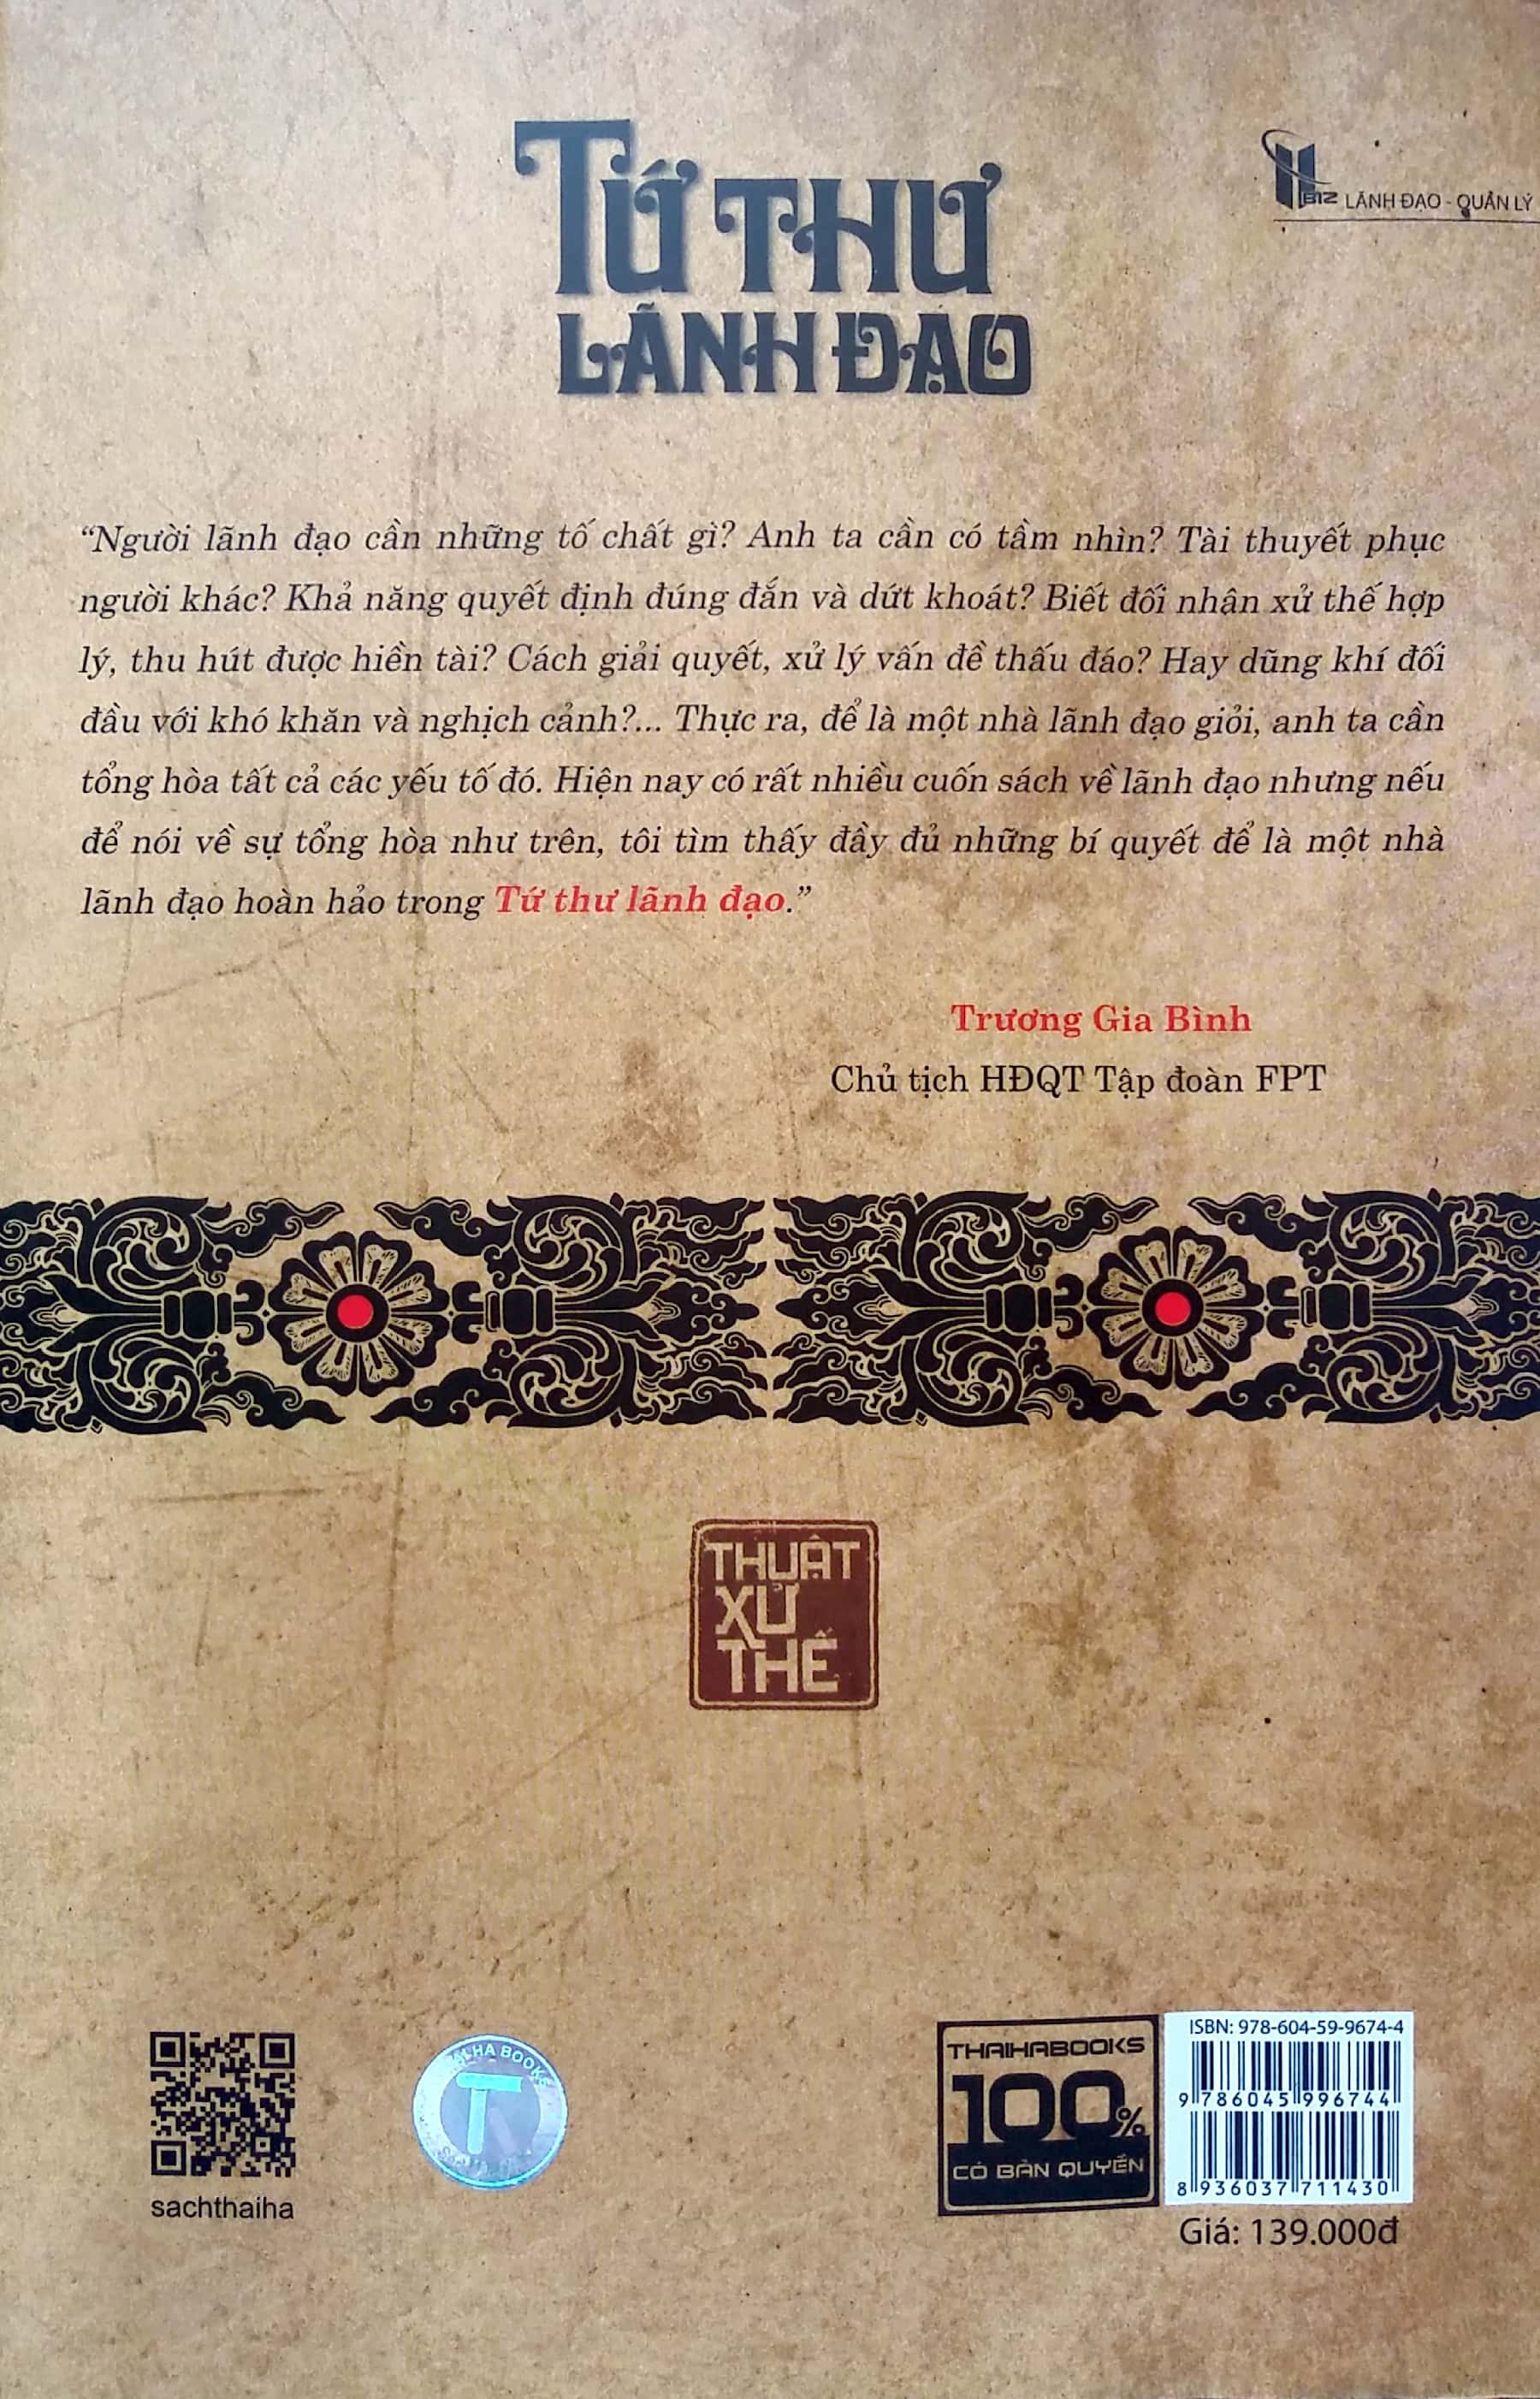 TỨ THƯ
LÃNH ĐẠO
BIZ LÃNH ĐẠO - QUẢN LÝ
“Người lãnh đạo cần những tố chất gì? Anh ta cần có tầm nhìn? Tài thuyết phục
người khác? Khả năng quyết định đúng đắn và dứt khoát? Biết đối nhân xử thế hợp
lý, thu hút được hiền tài? Cách giải quyết, xử lý vấn đề thấu đáo? Hay dũng khí đối
đầu với khó khăn và nghịch cảnh?... Thực ra, để là một nhà lãnh đạo giỏi, anh ta cần
tổng hòa tất cả các yếu tố đó. Hiện nay có rất nhiều cuốn sách về lãnh đạo nhưng nếu
để nói về sự tổng hòa như trên, tôi tìm thấy đầy đủ những bí quyết để là một nhà
lãnh đạo hoàn hảo trong Tứ thư lãnh đạo.”
Trương Gia Bình
Chủ tịch HĐQT Tập đoàn FPT
THUẬT
XỬ
THẾ
sachthaiha
HA BOOKS
T
THAIHABOOKS
100%
CÓ BẢN QUYỀN
ISBN: 978-604-59-9674-4
9 786045 996744
8 936037 711430
Giá: 139.000đ